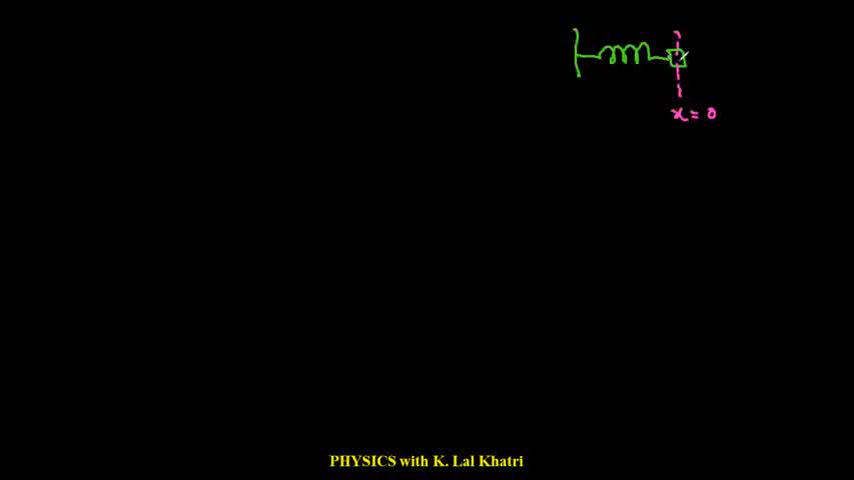 x = 0
PHYSICS with K. Lal Khatri